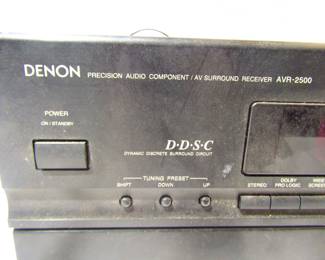 DENON PRECISION AUDIO COMPONENT / AV SURROUND RECEIVER AVR-2500
POWER
ON / STANDBY
D·D·S·C
DYNAMIC DISCRETE SURROUND CIRCUIT
TUNING PRESET
SHIFT DOWN UP
STEREO
DOLBY
PRO LOGIC